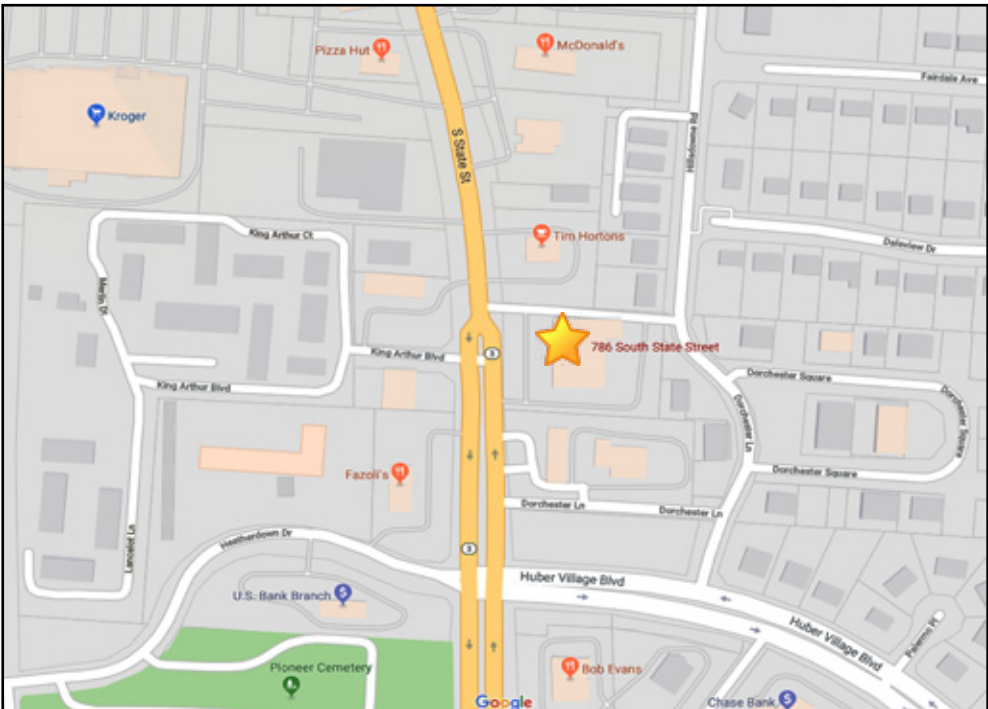 Pizza Hut
McDonald's
Fairdale Ave
Kroger
S State St
Hillsdowne Rd
King Arthur Ct
Tim Hortons
Daleview Dr
Merlin Dr
3
786 South State Street
King Arthur Blvd
King Arthur Blvd
Dorchester Square
Dorchester Ln
Dorchester Square
Fazoli's
Dorchester Square
Dorchester Ln
Dorchester Ln
Lancelot Ln
Heatherdown Dr
3
Huber Village Blvd
U.S. Bank Branch
$
Huber Village Blvd
Palermo Pl
Pioneer Cemetery
Bob Evans
Google
Chase Bank
$